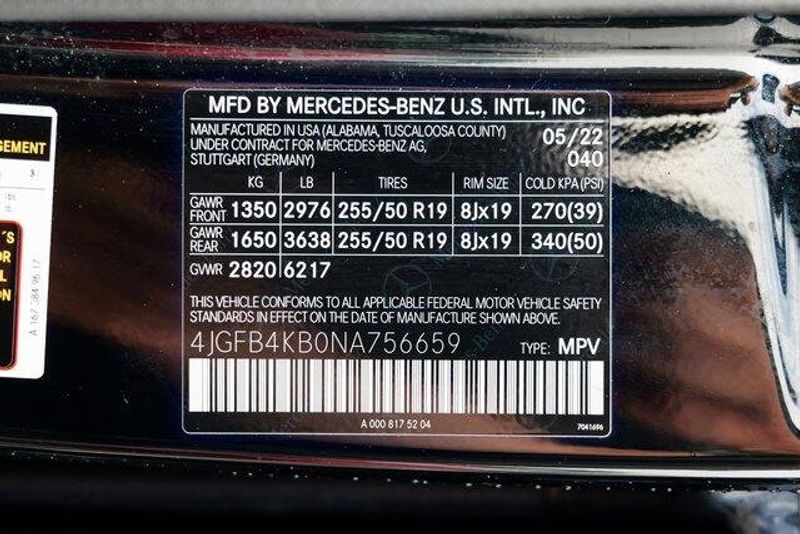 MFD BY MERCEDES-BENZ U.S. INTL., INC
MANUFACTURED IN USA (ALABAMA, TUSCALOOSA COUNTY)
UNDER CONTRACT FOR MERCEDES-BENZ AG,
STUTTGART (GERMANY)
05/22
040
KG LB TIRES RIM SIZE COLD KPA (PSI)
GAWR FRONT 1350 2976 255/50 R19 8Jx19 270(39)
GAWR REAR 1650 3638 255/50 R19 8Jx19 340(50)
GVWR 2820 6217
THIS VEHICLE CONFORMS TO ALL APPLICABLE FEDERAL MOTOR VEHICLE SAFETY
STANDARDS IN EFFECT ON THE DATE OF MANUFACTURE SHOWN ABOVE.
4JGFB4KB0NA756659 TYPE: MPV
A 000 817 52 04
7041696